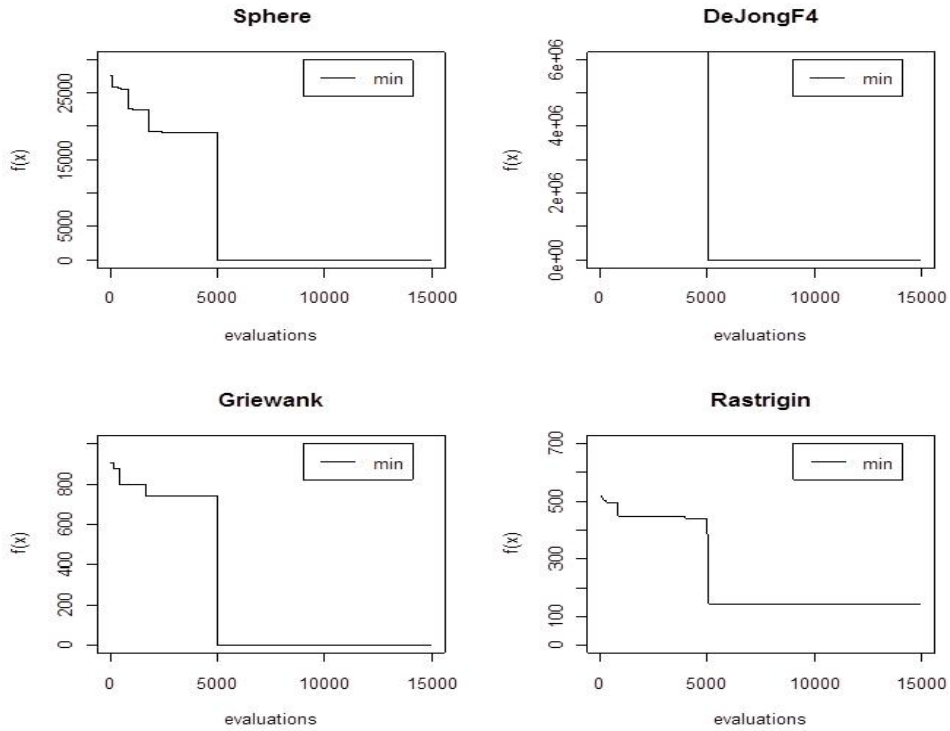 Sphere
f(x)
0
5000
15000
25000
min
0
5000
10000
15000
evaluations
DeJongF4
f(x)
0e+00
2e+06
4e+06
6e+06
min
0
5000
10000
15000
evaluations
Griewank
f(x)
0
200
400
600
800
min
0
5000
10000
15000
evaluations
Rastrigin
f(x)
0
100
300
500
700
min
0
5000
10000
15000
evaluations